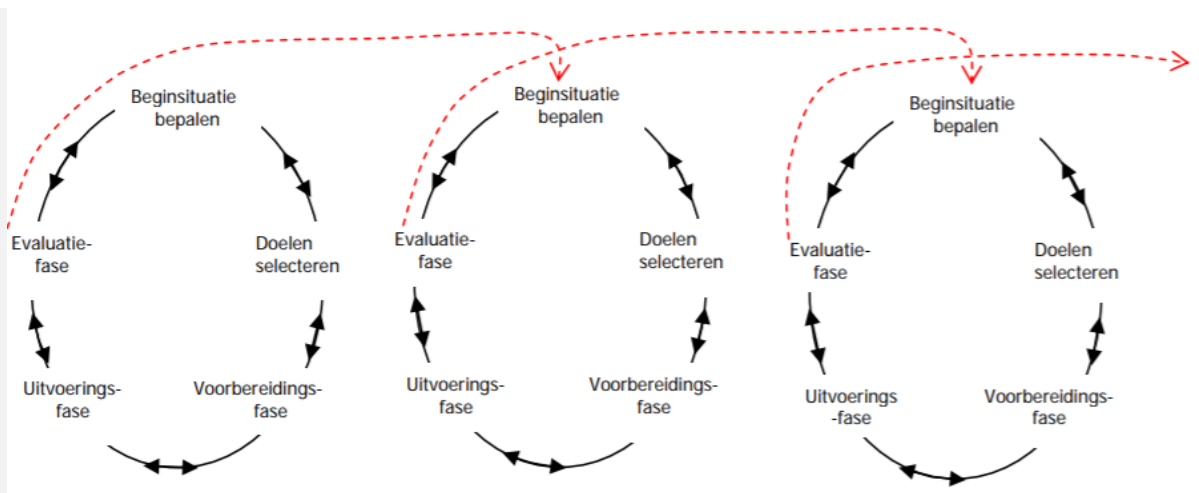 Beginsituatie
bepalen
Doelen
selecteren
Voorbereidings-
fase
Uitvoerings-
fase
Evaluatie-
fase
Beginsituatie
bepalen
Doelen
selecteren
Voorbereidings-
fase
Uitvoerings-
fase
Evaluatie-
fase
Beginsituatie
bepalen
Doelen
selecteren
Voorbereidings-
fase
Uitvoerings
-fase
Evaluatie-
fase